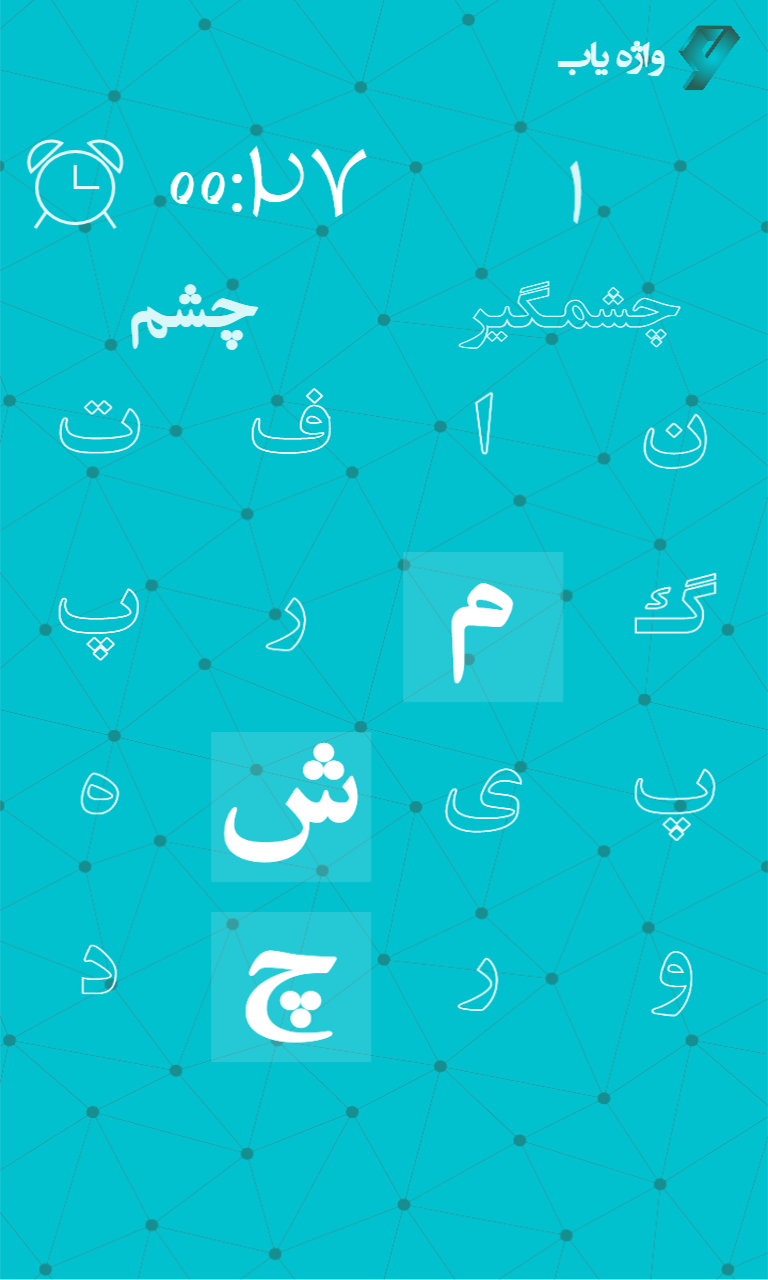 واژه یاب
۱ ۰۰:۲۷
چشمگیر چشم
ن ا ف ت
گ م ر پ
پ ی ش ه
و ر چ د